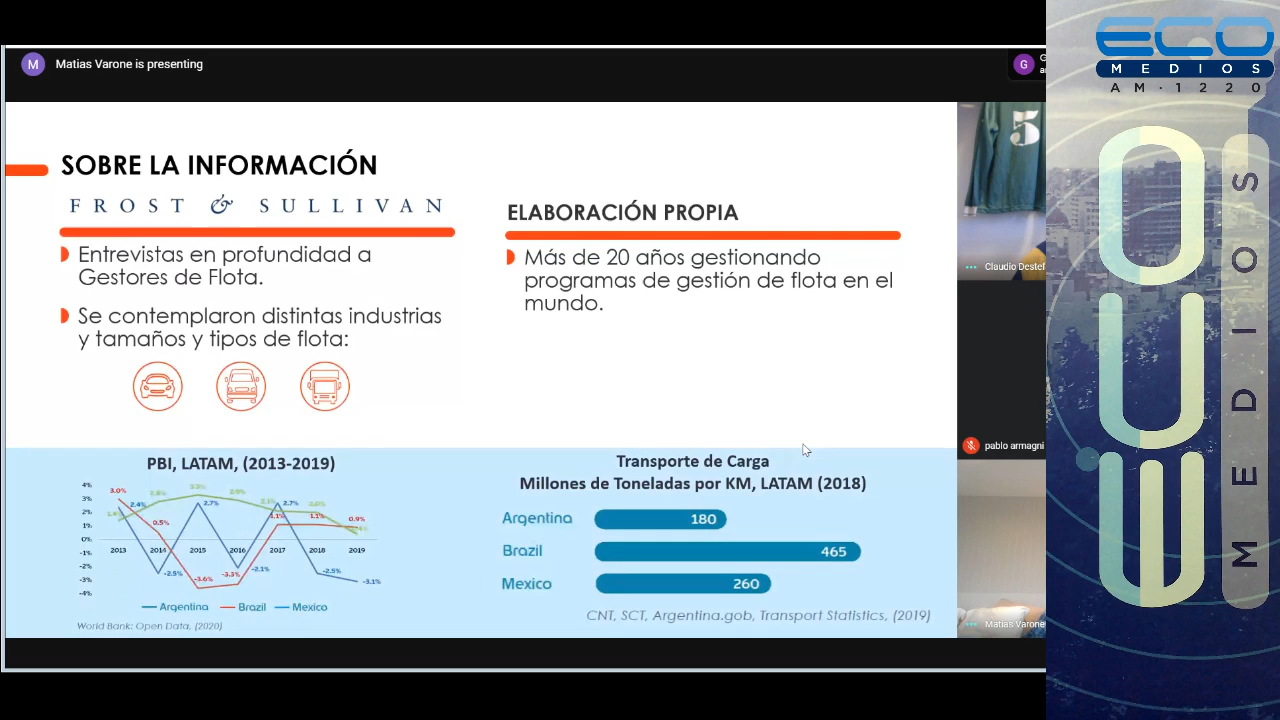 M
Matias Varone is presenting
G
SOBRE LA INFORMACIÓN
FROST & SULLIVAN
Entrevistas en profundidad a
Gestores de Flota.
Se contemplaron distintas industrias
y tamaños y tipos de flota:
ELABORACIÓN PROPIA
Más de 20 años gestionando
programas de gestión de flota en el
mundo.
PBI, LATAM, (2013-2019)
4%
3%
2%
1%
0%
-1%
-2%
-3%
-4%
3.0%
2.4%
0.5%
-2.5%
2.7%
-3.6%
2.9%
-3.3%
-2.1%
2.7%
1.1%
1.1%
-2.5%
0.9%
-3.1%
2013 2014 2015 2016 2017 2018 2019
Argentina Brazil Mexico
World Bank: Open Data, (2020)
Transporte de Carga
Millones de Toneladas por KM, LATAM (2018)
Argentina 180
Brazil 465
Mexico 260
CNT, SCT, Argentina.gob, Transport Statistics, (2019)
5
Claudio Destef
pablo armagni
Matias Varone
ECO
MEDIOS
AM·1220
ECO
MEDIOS